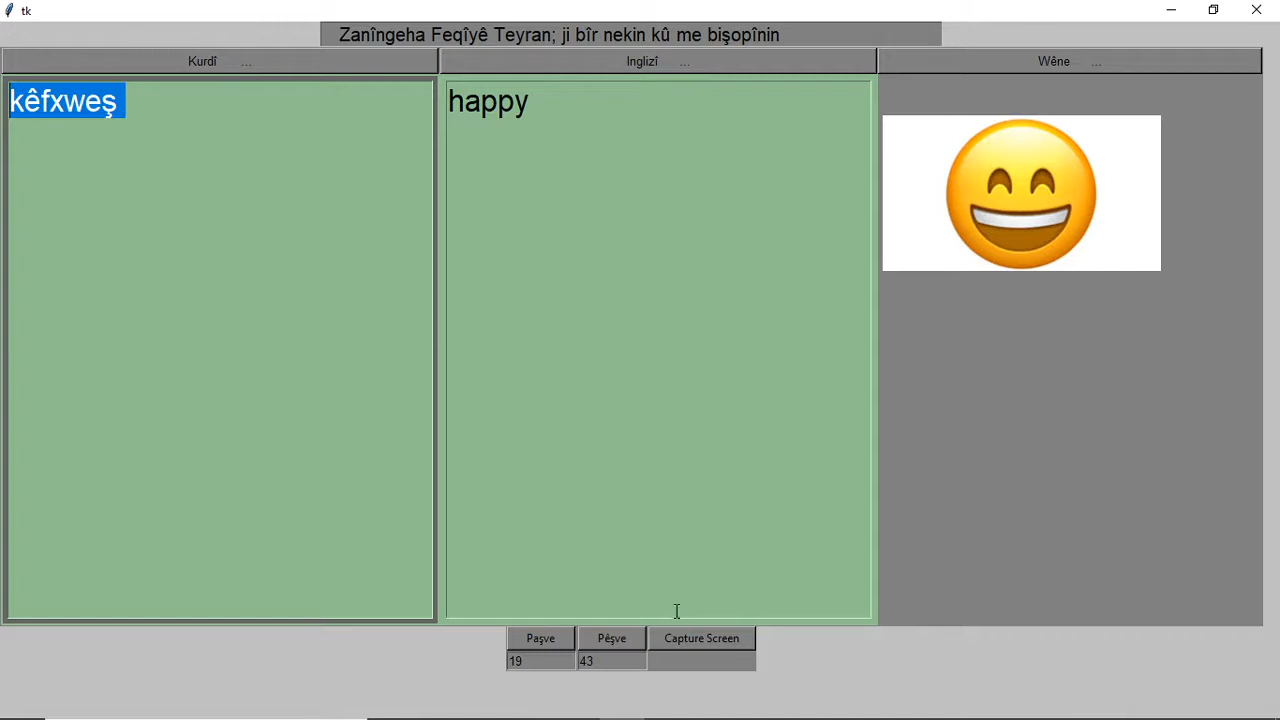 tk
Zanîngeha Feqîyê Teyran; ji bîr nekin kû me bişopînin
Kurdî ...
Inglizî ...
Wêne ...
kêfxweş
happy
Paşve
Pêşve
Capture Screen
19
43